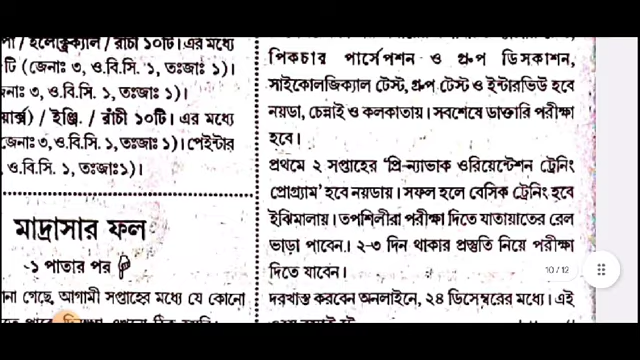 পা / ইলেক্ট্রিক্যাল / রাঁচী ১০টি। এর মধ্যে
টি (জেনাঃ ৩, ও.বি.সি. ১, তঃজাঃ ১)।
নাঃ ৩, ও.বি.সি. ১, তঃজাঃ ১)।
য়ার্ক্স) / ইঞ্জি. / রাঁচী ১০টি। এর মধ্যে
জেনাঃ ৩, ও.বি.সি. ১, তঃজাঃ ১)। পেইন্টার
, ও.বি.সি. ১, তঃজাঃ১)।
মাদ্রাসার ফল
-১ পাতার পর
না গেছে, আগামী সপ্তাহের মধ্যে যে কোনো
পিকচার পার্সেপশন ও গ্রুপ ডিসকাশন,
সাইকোলজিক্যাল টেস্ট, গ্রুপ টেস্ট ও ইন্টারভিউ হবে
নয়ডা, চেন্নাই ও কলকাতায়। সবশেষে ডাক্তারি পরীক্ষা
হবে।
প্রথমে ২ সপ্তাহের ‘প্রি-ন্যাভাক ওরিয়েন্টেশন ট্রেনিং
প্রোগ্রাম’ হবে নয়ডায়। সফল হলে বেসিক ট্রেনিং হবে
ইঝিমালায়। তপশিলীরা পরীক্ষা দিতে যাতায়াতের রেল
ভাড়া পাবেন। ২-৩ দিন থাকার প্রস্তুতি নিয়ে পরীক্ষা
দিতে যাবেন।
10/12
দরখাস্ত করবেন অনলাইনে, ২৪ ডিসেম্বরের মধ্যে। এই